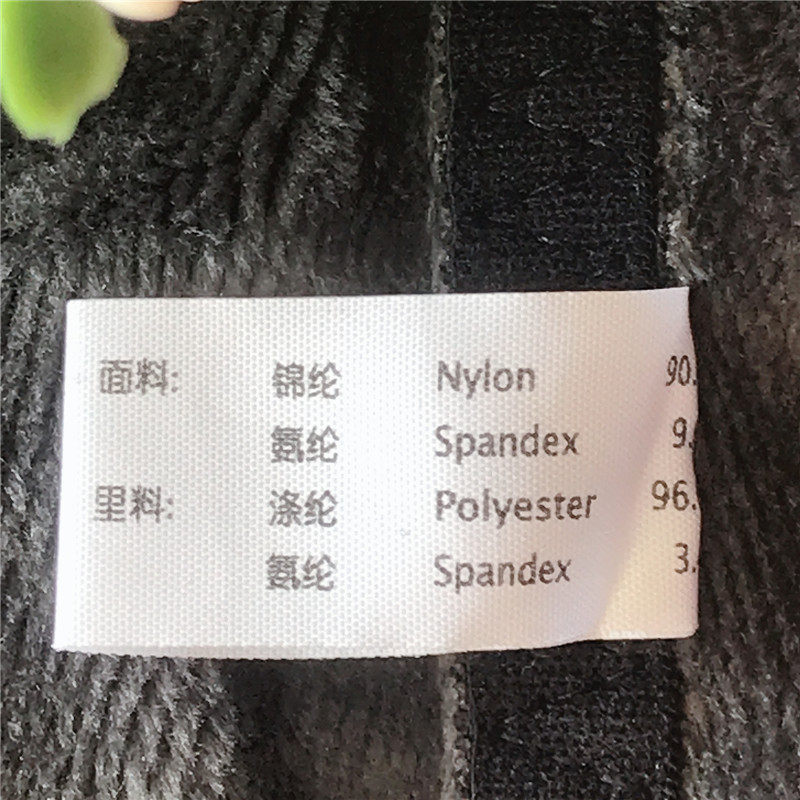 面料: 锦纶 Nylon 90.
氨纶 Spandex 9.
里料: 涤纶 Polyester 96.
氨纶 Spandex 3.